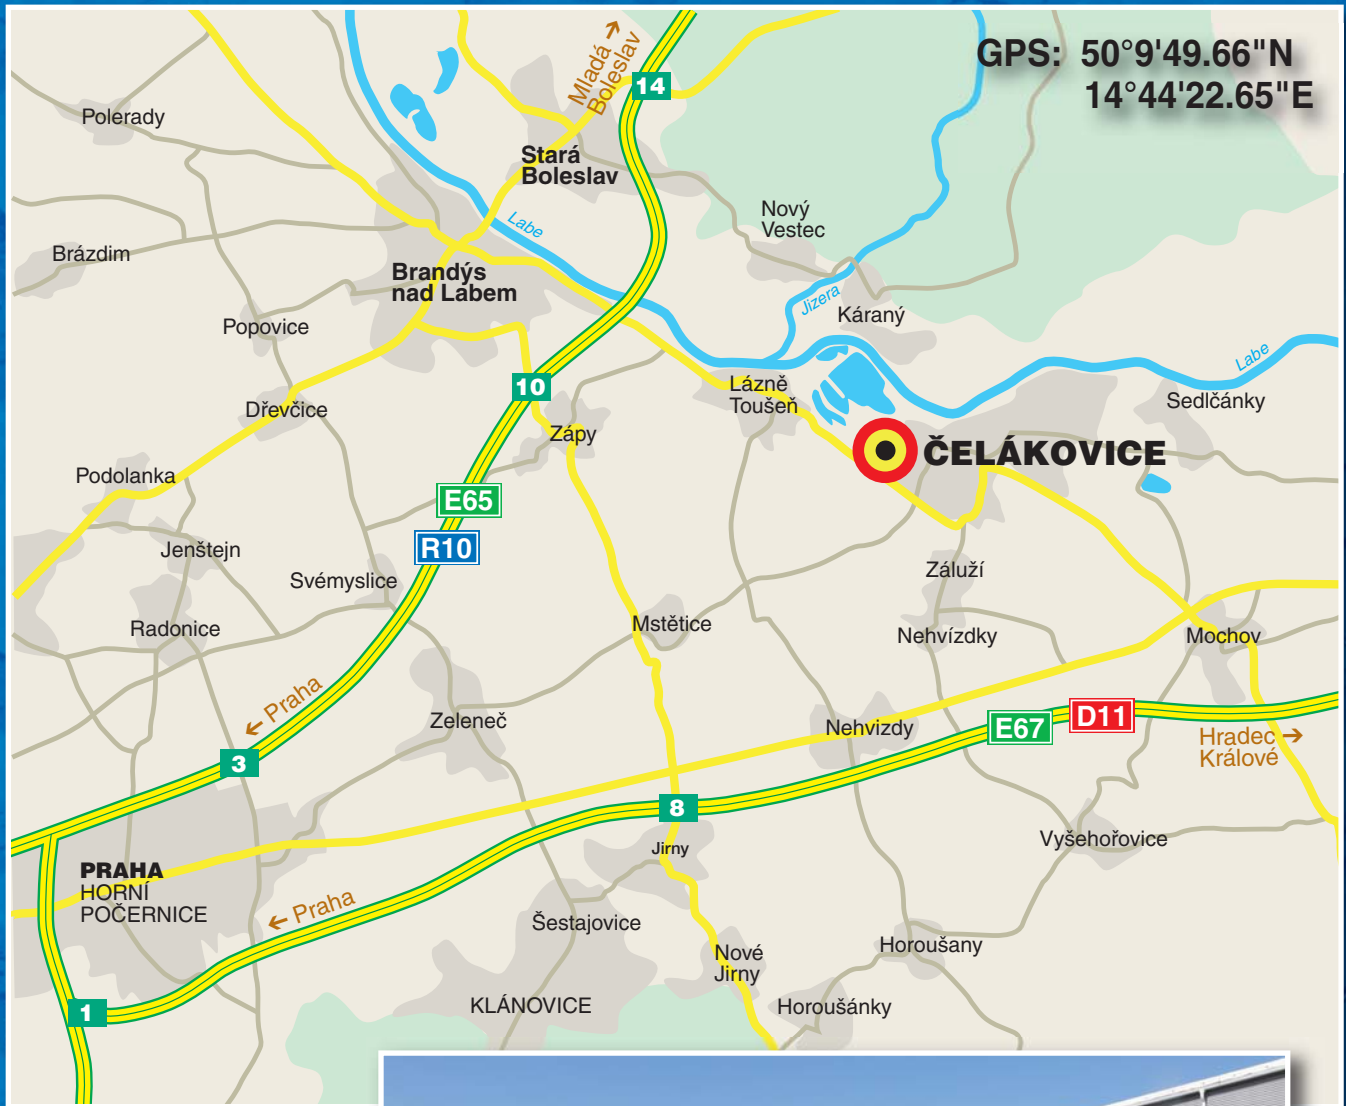 GPS: 50°9'49.66"N
14°44'22.65"E
Mladá
Boleslav
14
Polerady
Stará
Boleslav
Nový
Vestec
Labe
Brázdim
Brandýs
nad Labem
Jizera
Káraný
Popovice
Labe
10
Lázně
Toušeň
Sedlčánky
Dřevčice
Zápy
ČELÁKOVICE
Podolanka
E65
R10
Jenštejn
Svémyslice
Záluží
Radonice
Mstětice
Nehvízdky
Mochov
← Praha
Zeleneč
Nehvizdy
E67
D11
Hradec →
Králové
3
8
Jirny
Vyšehořovice
PRAHA
HORNÍ
POČERNICE
← Praha
Šestajovice
Nové
Jirny
Horoušany
1
KLÁNOVICE
Horoušánky